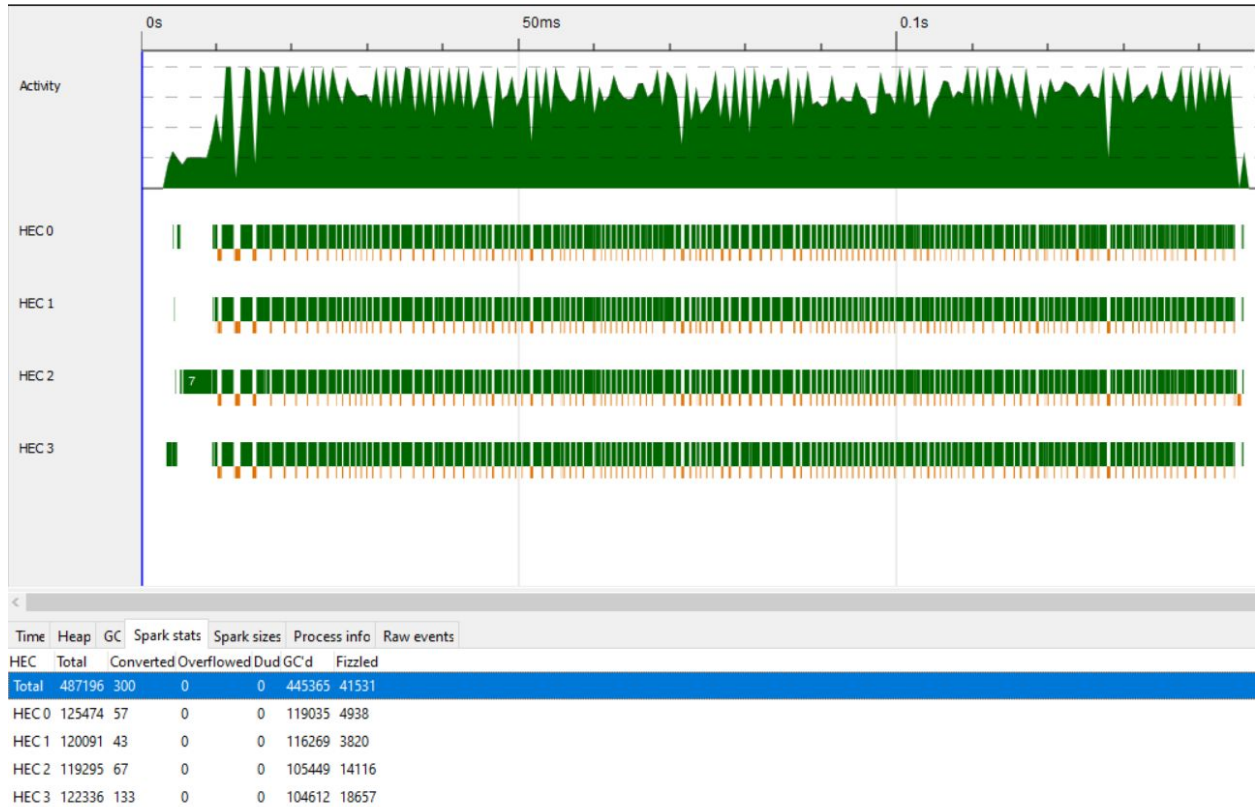 0s 50ms 0.1s
Activity
HEC 0
HEC 1
HEC 2 7
HEC 3
Time Heap GC Spark stats Spark sizes Process info Raw events
HEC Total Converted Overflowed Dud GC'd Fizzled
Total 487196 300 0 0 445365 41531
HEC 0 125474 57 0 0 119035 4938
HEC 1 120091 43 0 0 116269 3820
HEC 2 119295 67 0 0 105449 14116
HEC 3 122336 133 0 0 104612 18657